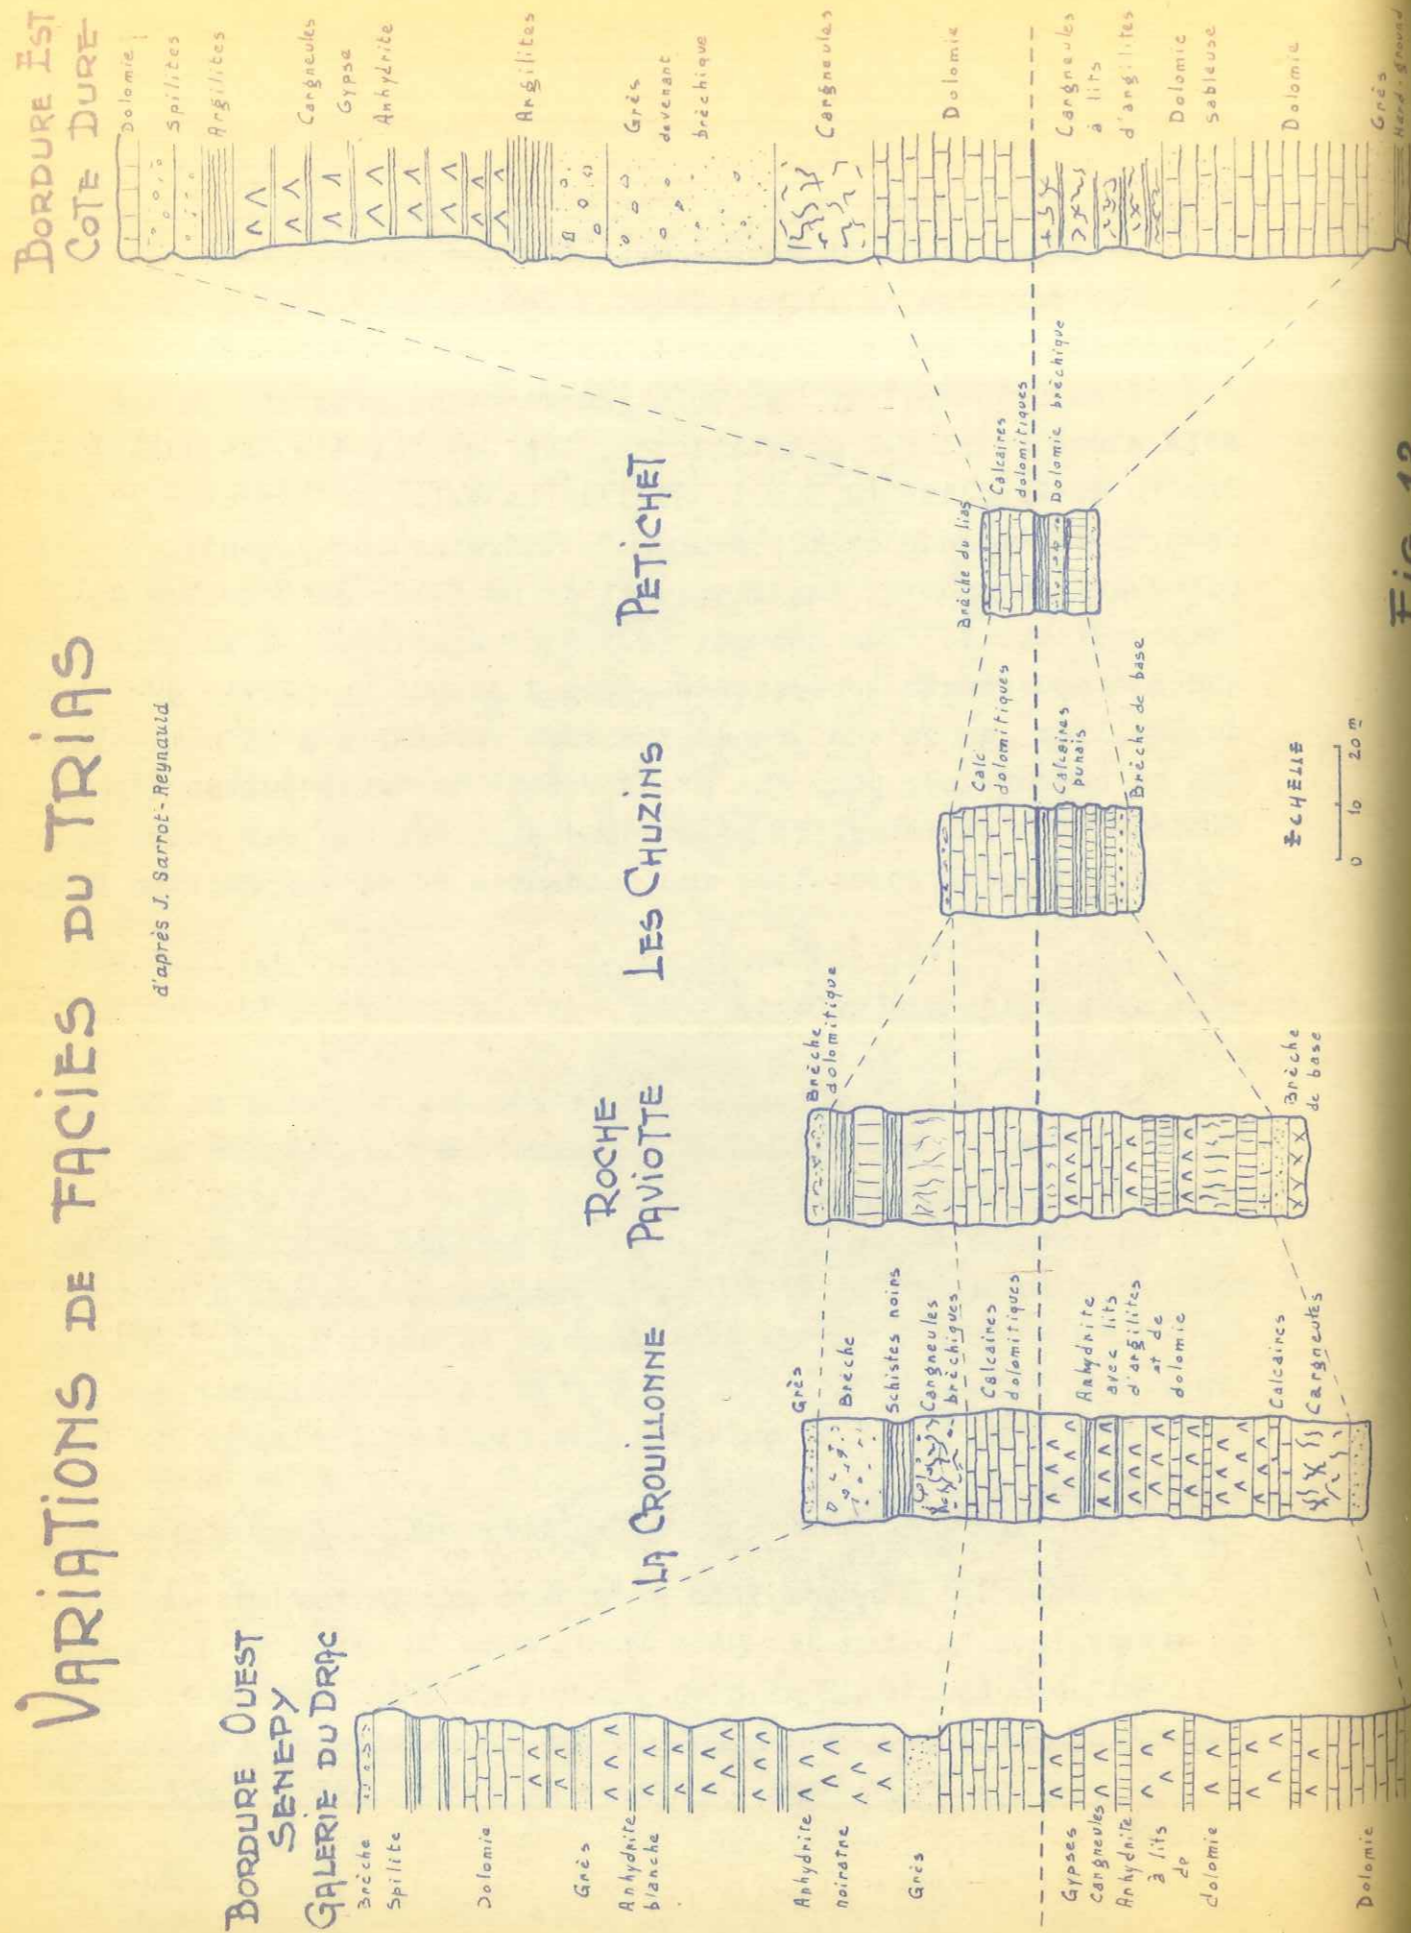 VARIATIONS DE FACIES DU TRIAS
d'après J. Sarrot-Reynauld
BORDURE OUEST
SENEPY
GALERIE DU DRAC
Brèche
Spilite
Dolomie
Grès
Anhydrite
blanche
Anhydrite
noiratre
Grès
Gypses
cargneules
Anhydrite
à lits
de
dolomie
Dolomie
LA CROUILLONNE
Grès
Brèche
Schistes noirs
Cargneules
bréchiques
Calcaires
dolomitiques
Anhydrite
avec lits
d'argilites
et de
dolomie
Calcaires
Cargneules
ROCHE
PAVIOTTE
Brèche
dolomitique
Brèche
de base
LES CHUZINS
Calc
dolomitiques
Calcaires
punais
Brèche de base
PETICHET
Brèche du lias
Calcaires
dolomitiques
Dolomie bréchique
BORDURE EST
COTE DURE
Dolomie
Spilites
Argilites
Cargneules
Gypse
Anhydrite
Argilites
Grès
devenant
bréchique
Cargneules
Dolomie
Cargneules
à lits
d'argilites
Dolomie
sableuse
Dolomie
Grès
Hard-ground
ECHELLE
0 10 20 m